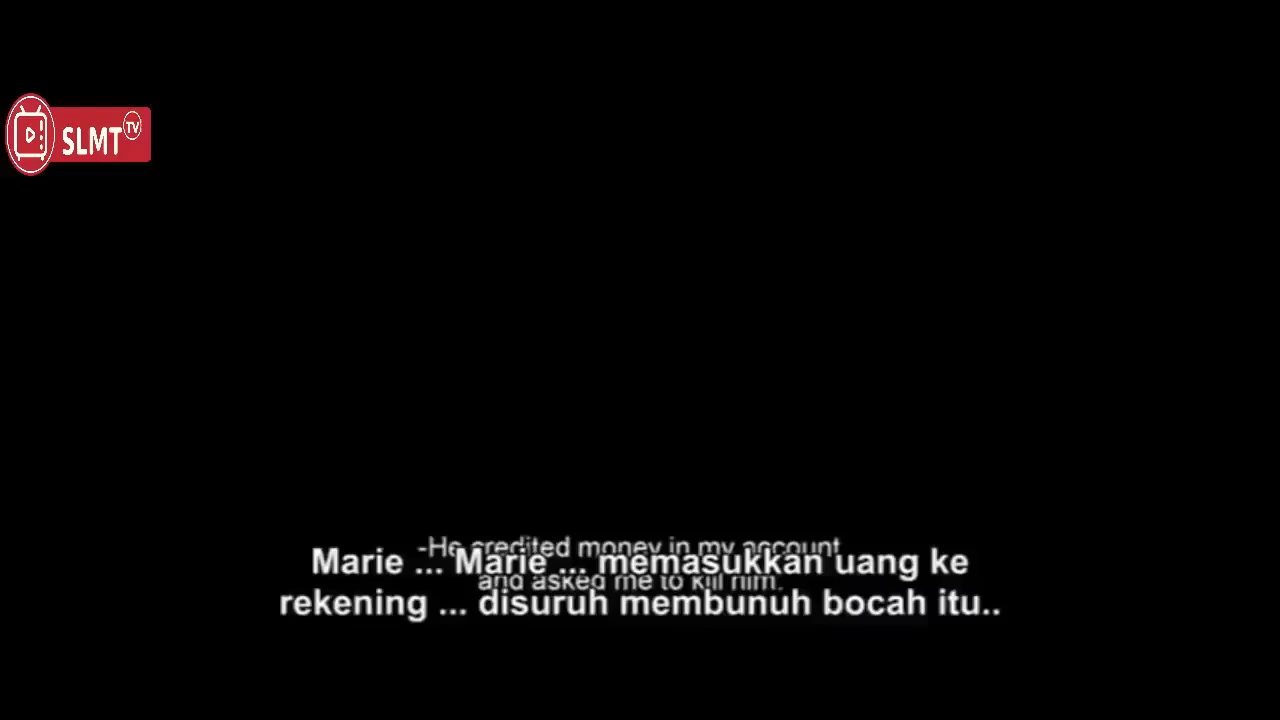 SLMT TV
-He credited money in my account
Marie ... Marie ... memasukkan uang ke
and asked me to kill him.
rekening ... disuruh membunuh bocah itu..